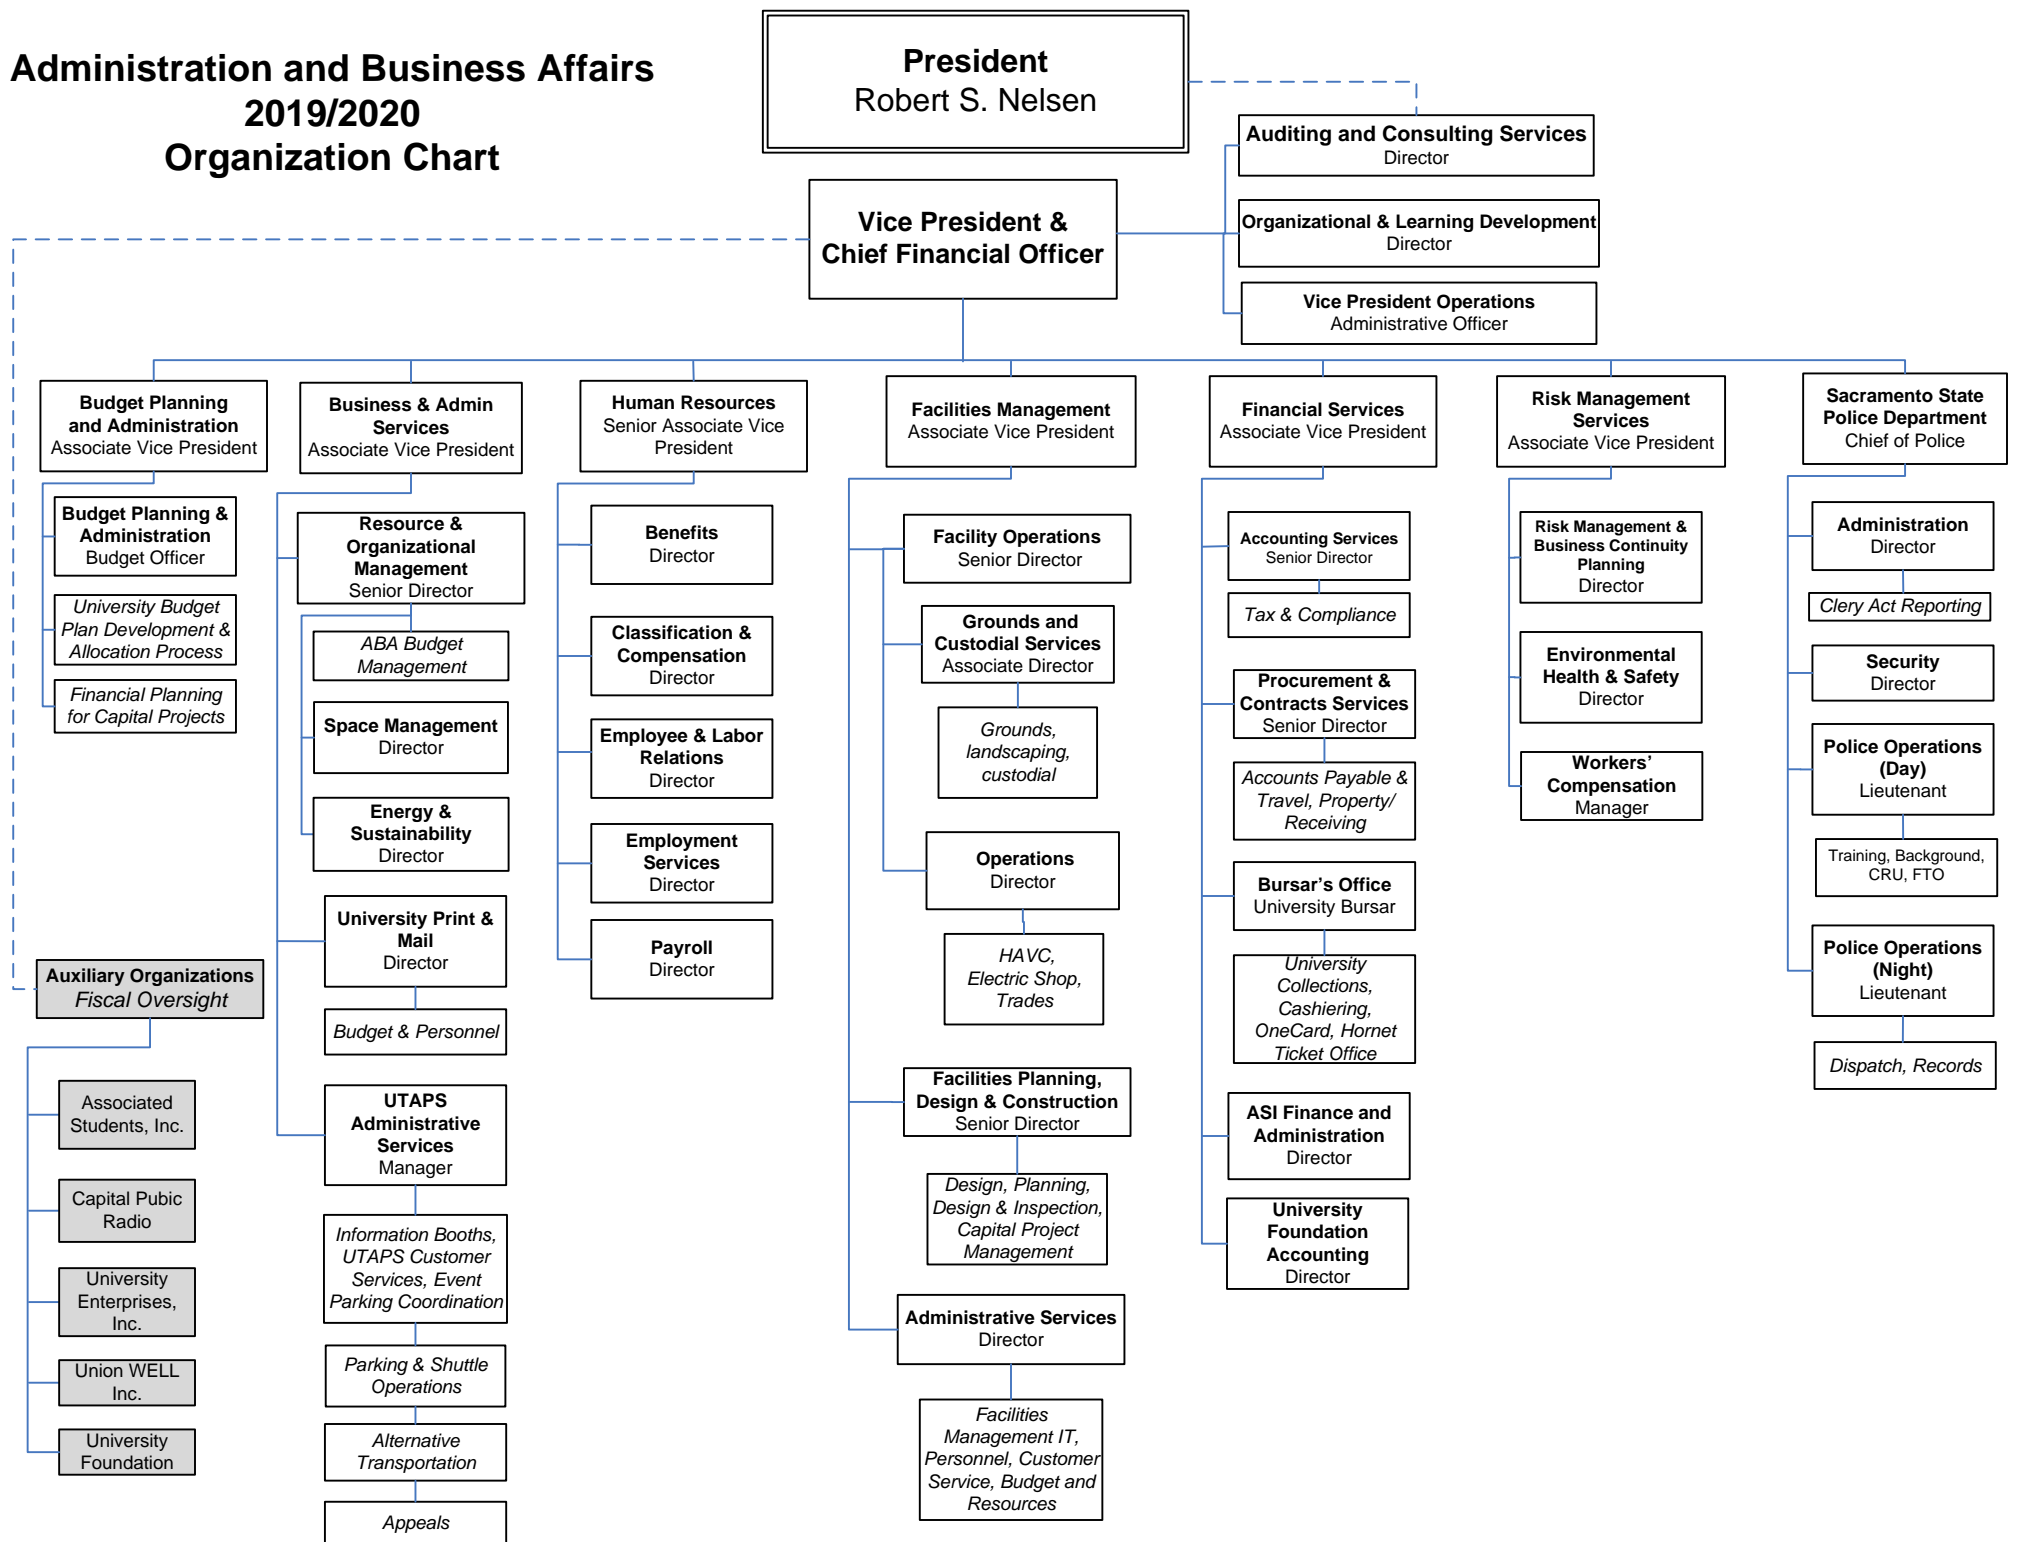 Administration and Business Affairs
2019/2020
Organization Chart
President
Robert S. Nelsen
Auditing and Consulting Services
Director
Vice President &
Chief Financial Officer
Organizational & Learning Development
Director
Vice President Operations
Administrative Officer
Budget Planning
and Administration
Associate Vice President
Budget Planning &
Administration
Budget Officer
University Budget
Plan Development &
Allocation Process
Financial Planning
for Capital Projects
Auxiliary Organizations
Fiscal Oversight
Associated
Students, Inc.
Capital Pubic
Radio
University
Enterprises,
Inc.
Union WELL
Inc.
University
Foundation
Business & Admin
Services
Associate Vice President
Resource &
Organizational
Management
Senior Director
ABA Budget
Management
Space Management
Director
Energy &
Sustainability
Director
University Print &
Mail
Director
Budget & Personnel
UTAPS
Administrative
Services
Manager
Information Booths,
UTAPS Customer
Services, Event
Parking Coordination
Parking & Shuttle
Operations
Alternative
Transportation
Appeals
Human Resources
Senior Associate Vice
President
Benefits
Director
Classification &
Compensation
Director
Employee & Labor
Relations
Director
Employment
Services
Director
Payroll
Director
Facilities Management
Associate Vice President
Facility Operations
Senior Director
Grounds and
Custodial Services
Associate Director
Grounds,
landscaping,
custodial
Operations
Director
HAVC,
Electric Shop,
Trades
Facilities Planning,
Design & Construction
Senior Director
Design, Planning,
Design & Inspection,
Capital Project
Management
Administrative Services
Director
Facilities
Management IT,
Personnel, Customer
Service, Budget and
Resources
Financial Services
Associate Vice President
Accounting Services
Senior Director
Tax & Compliance
Procurement &
Contracts Services
Senior Director
Accounts Payable &
Travel, Property/
Receiving
Bursar’s Office
University Bursar
University
Collections,
Cashiering,
OneCard, Hornet
Ticket Office
ASI Finance and
Administration
Director
University
Foundation
Accounting
Director
Risk Management
Services
Associate Vice President
Risk Management &
Business Continuity
Planning
Director
Environmental
Health & Safety
Director
Workers’
Compensation
Manager
Sacramento State
Police Department
Chief of Police
Administration
Director
Clery Act Reporting
Security
Director
Police Operations
(Day)
Lieutenant
Training, Background,
CRU, FTO
Police Operations
(Night)
Lieutenant
Dispatch, Records